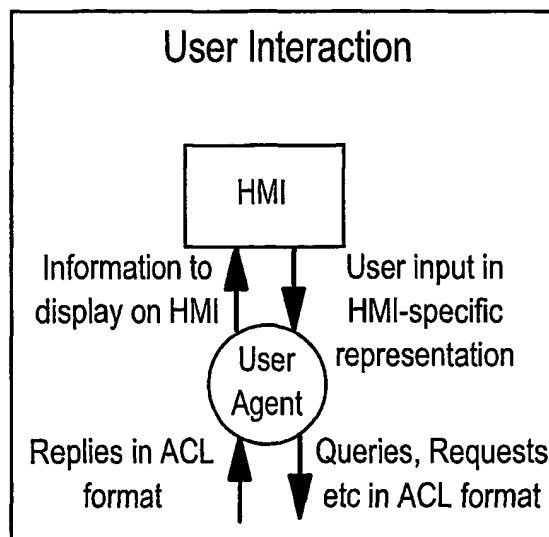 User Interaction
HMI
Information to
display on HMI
User input in
HMI-specific
representation
User
Agent
Replies in ACL
format
Queries, Requests
etc in ACL format